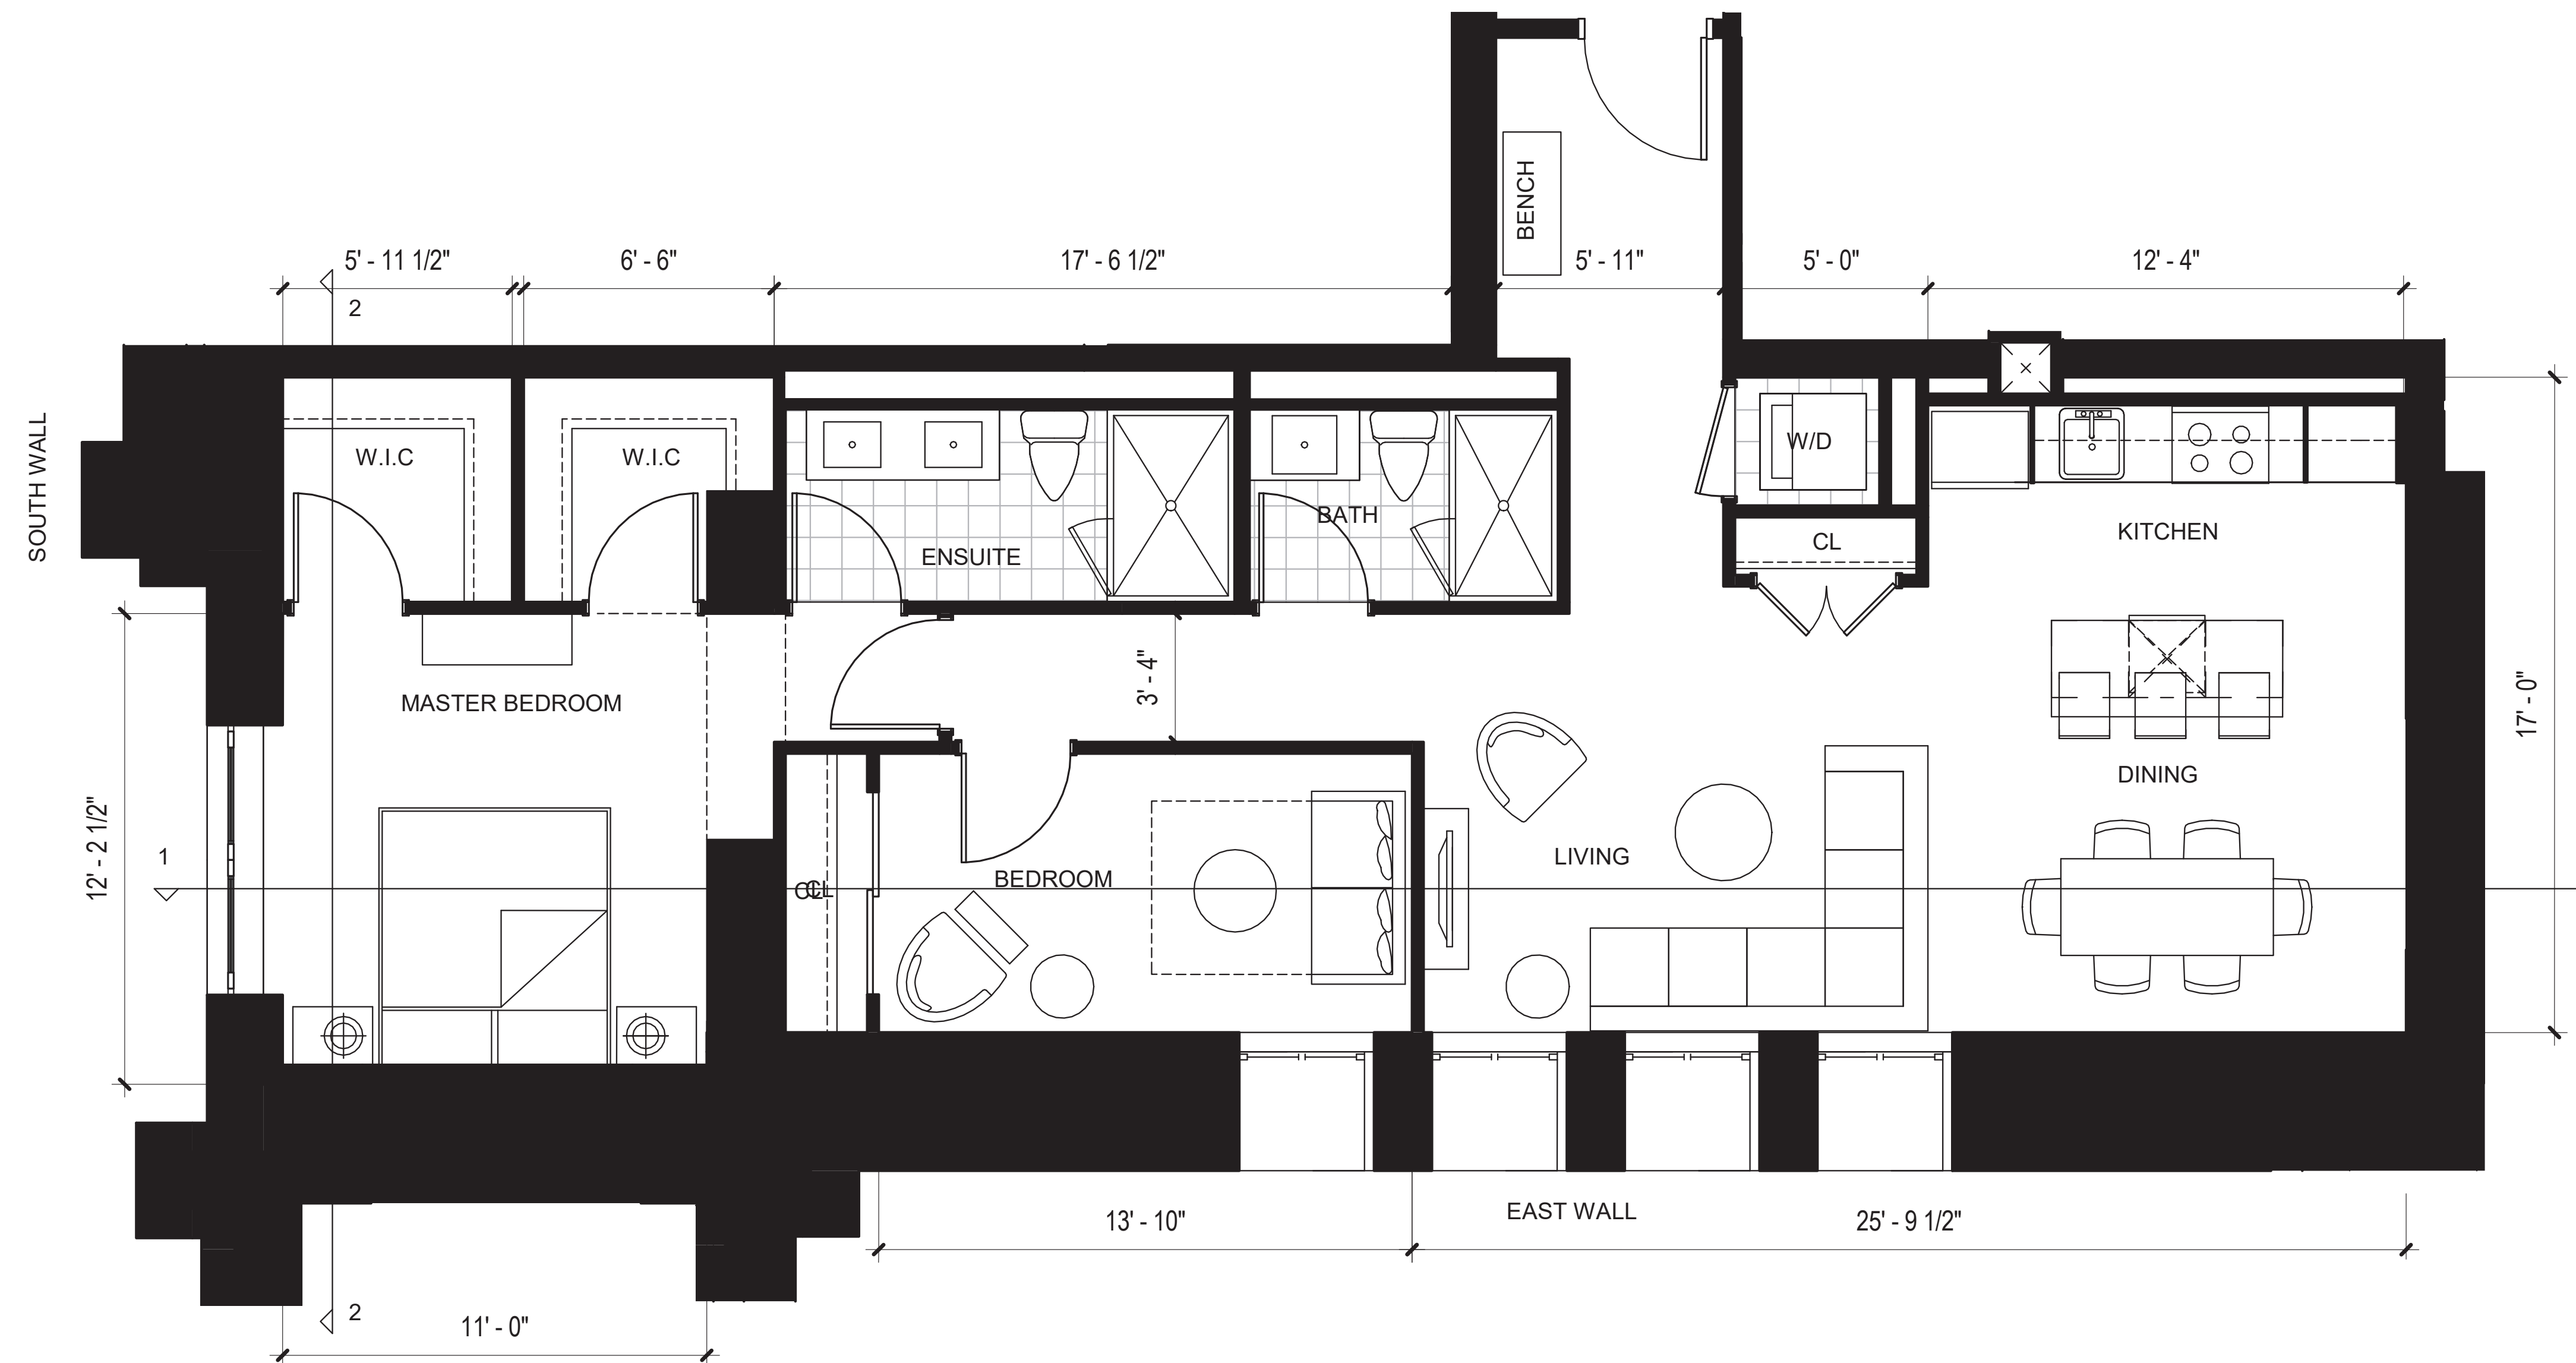 BENCH
5' - 11 1/2"
6' - 6"
17' - 6 1/2"
5' - 11"
5' - 0"
12' - 4"
2
SOUTH WALL
W.I.C
W.I.C
W/D
BATH
KITCHEN
CL
ENSUITE
MASTER BEDROOM
3' - 4"
17' - 0"
DINING
12' - 2 1/2"
1
LIVING
CL
CL
BEDROOM
13' - 10"
EAST WALL
25' - 9 1/2"
2
11' - 0"